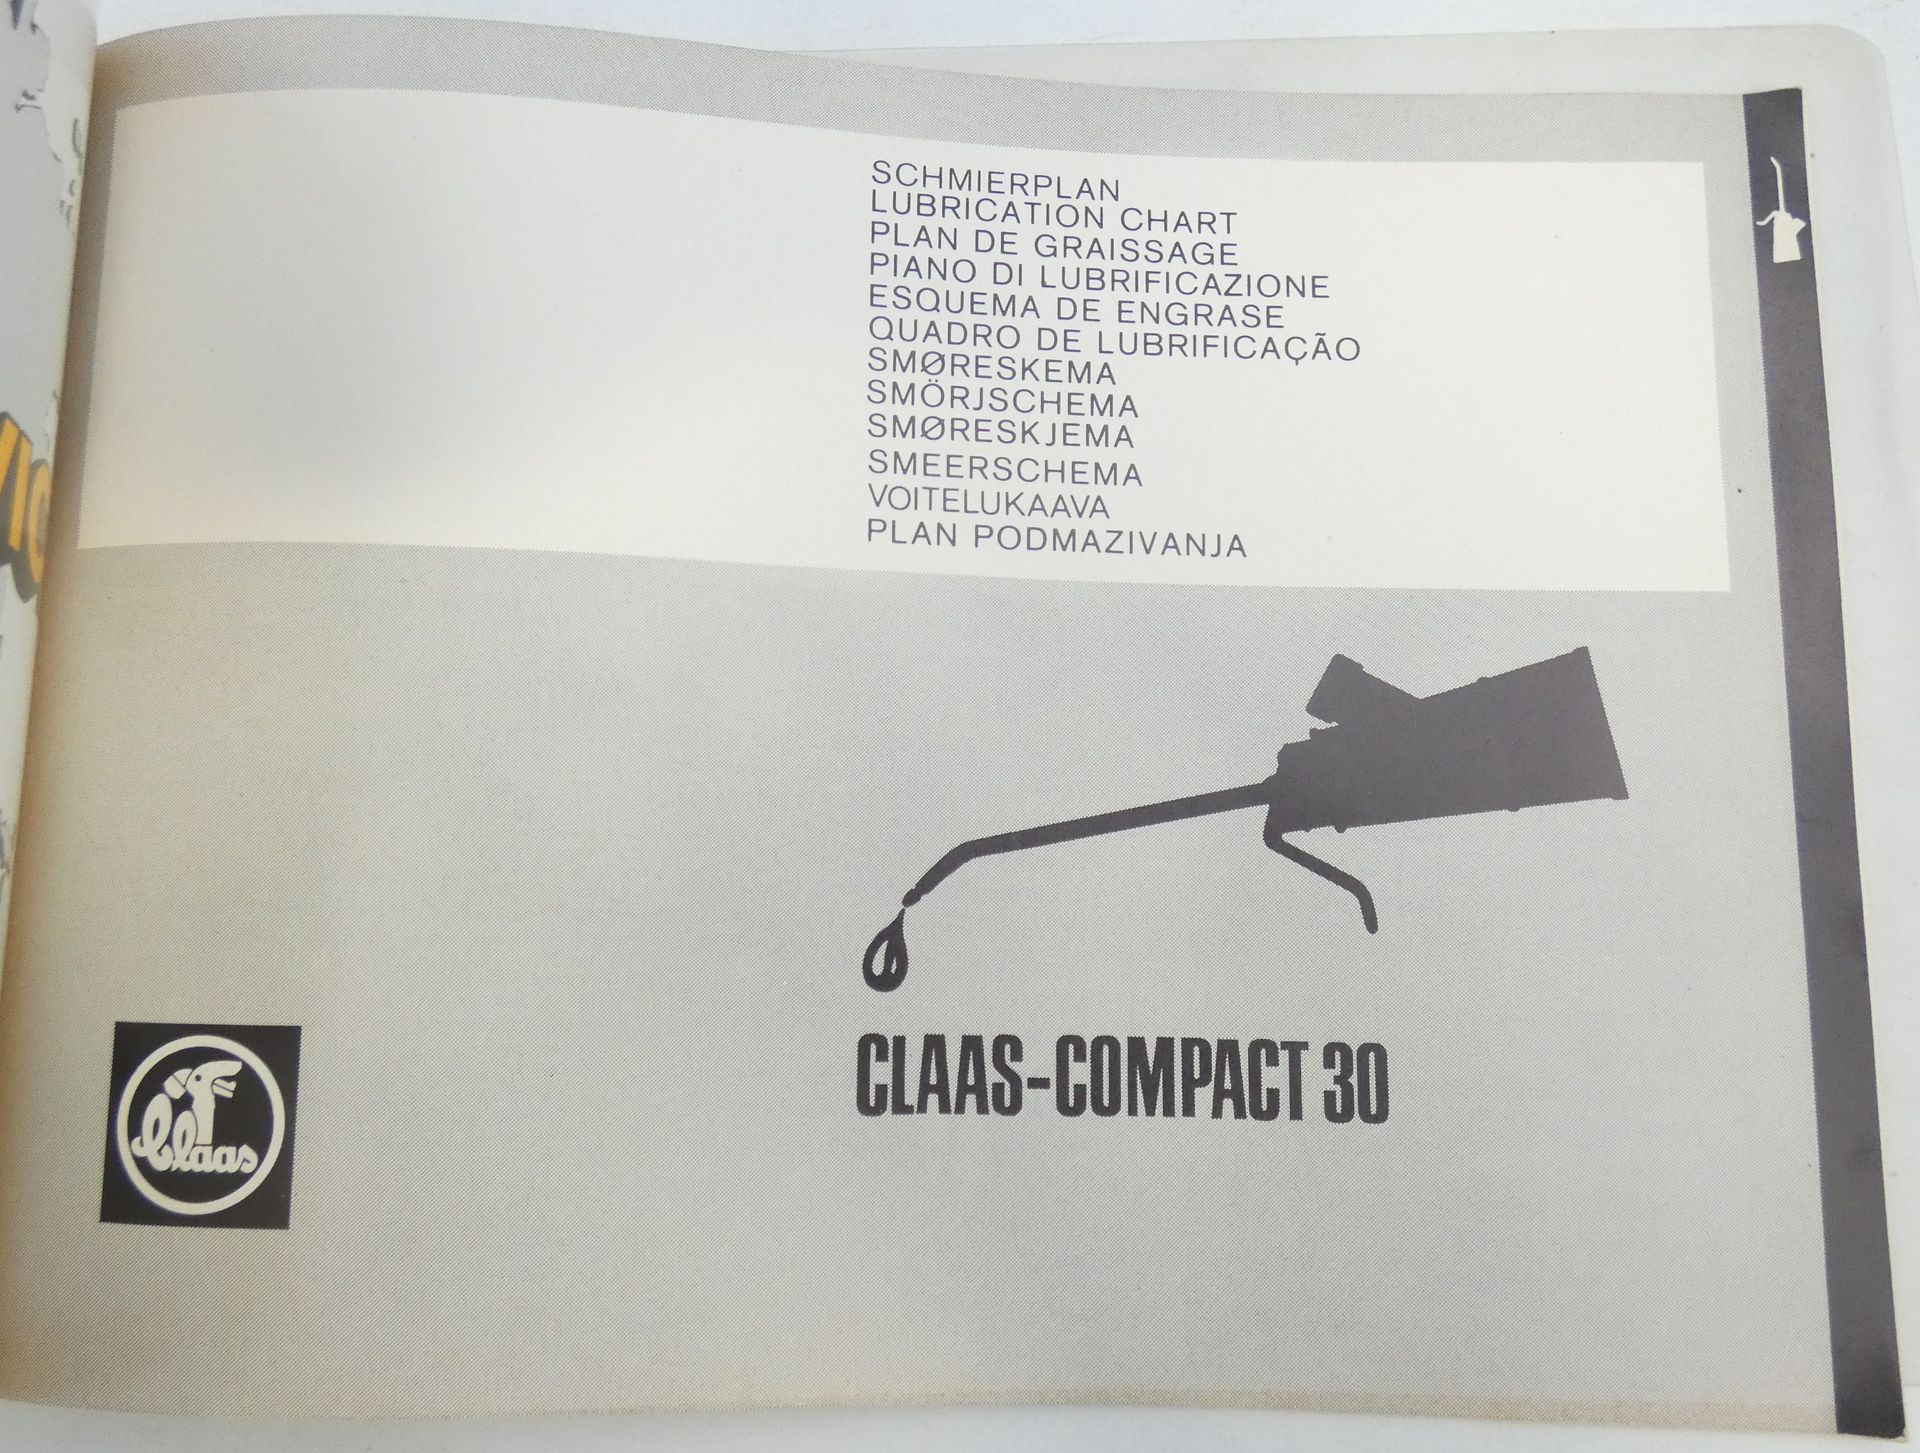 SCHMIERPLAN
LUBRICATION CHART
PLAN DE GRAISSAGE
PIANO DI LUBRIFICAZIONE
ESQUEMA DE ENGRASE
QUADRO DE LUBRIFICAÇÃO
SMØRESKEMA
SMÖRJSCHEMA
SMØRESKJEMA
SMEERSCHEMA
VOITELUKAAVA
PLAN PODMAZIVANJA
CLAAS-COMPACT 30
Claas